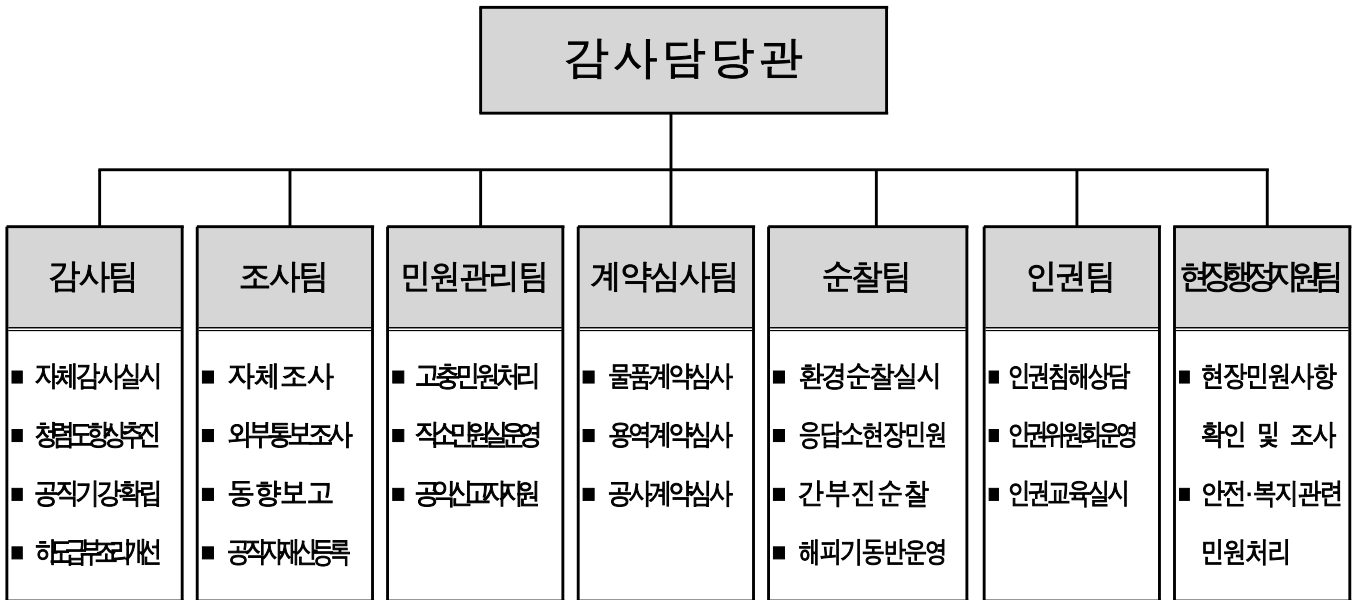 감사담당관
감사팀
■ 자체감사실시
■ 청렴도향상추진
■ 공직기강확립
■ 하도급부조리개선
조사팀
■ 자체조사
■ 외부통보조사
■ 동향보고
■ 공직자재산등록
민원관리팀
■ 고충민원처리
■ 직소민원실운영
■ 공익신고자지원
계약심사팀
■ 물품계약심사
■ 용역계약심사
■ 공사계약심사
순찰팀
■ 환경순찰실시
■ 응답소현장민원
■ 간부진순찰
■ 해피기동반운영
인권팀
■ 인권침해상담
■ 인권위원회운영
■ 인권교육실시
현장행정지원팀
■ 현장민원사항
확인 및 조사
■ 안전·복지관련
민원처리